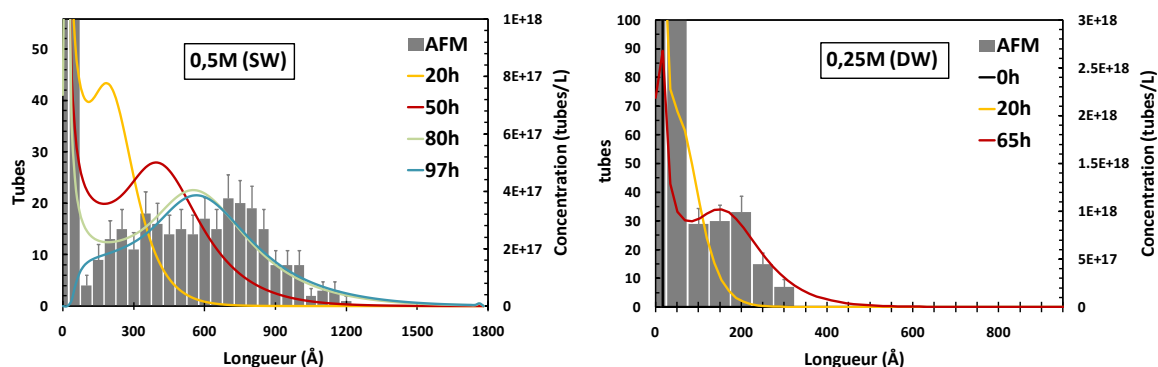 0,5M (SW)
AFM
20h
50h
80h
97h
Tubes
0
10
20
30
40
50
0E+00
2E+17
4E+17
6E+17
8E+17
1E+18
Concentration (tubes/L)
0
300
600
900
1200
1500
1800
Longueur (Å)
0,25M (DW)
AFM
0h
20h
65h
tubes
0
10
20
30
40
50
60
70
80
90
100
0E+00
5E+17
1E+18
1.5E+18
2E+18
2.5E+18
3E+18
Concentration (tubes/L)
0
200
400
600
800
Longueur (Å)